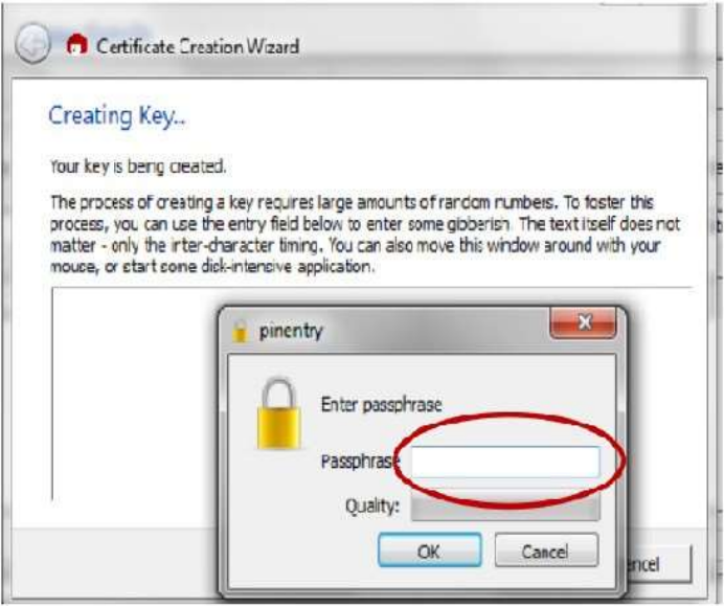 Certificate Creation Wizard
Creating Key..
Your key is being created.
The process of creating a key requires large amounts of random numbers. To foster this
process, you can use the entry field below to enter some gibberish. The text itself does not
matter - only the inter-character timing. You can also move this window around with your
mouse, or start some disk-intensive application.
pinentry
Enter passphrase
Passphrase
Quality:
OK
Cancel
ncel